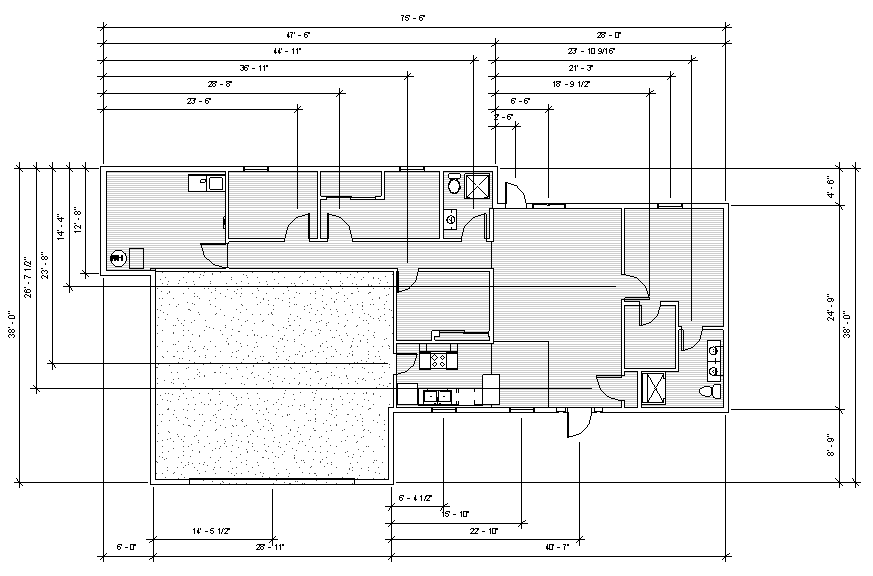 75' - 6"
47' - 6"
28' - 0"
44' - 11"
23' - 10 9/16"
36' - 11"
21' - 3"
28' - 8"
18' - 9 1/2"
23' - 6"
6' - 6"
2' - 6"
4' - 6"
12' - 8"
14' - 4"
23' - 8"
26' - 7 1/2"
38' - 0"
WH
24' - 9"
38' - 0"
8' - 9"
6' - 4 1/2"
15' - 10"
14' - 5 1/2"
22' - 10"
6' - 0"
28' - 11"
40' - 7"